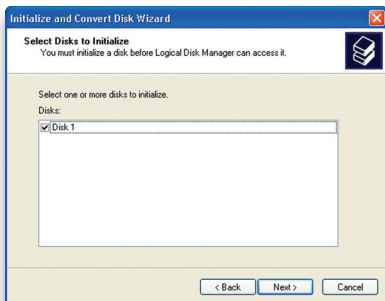 Initialize and Convert Disk Wizard
Select Disks to Initialize
You must initialize a disk before Logical Disk Manager can access it.
Select one or more disks to initialize.
Disks:
Disk 1
< Back
Next >
Cancel